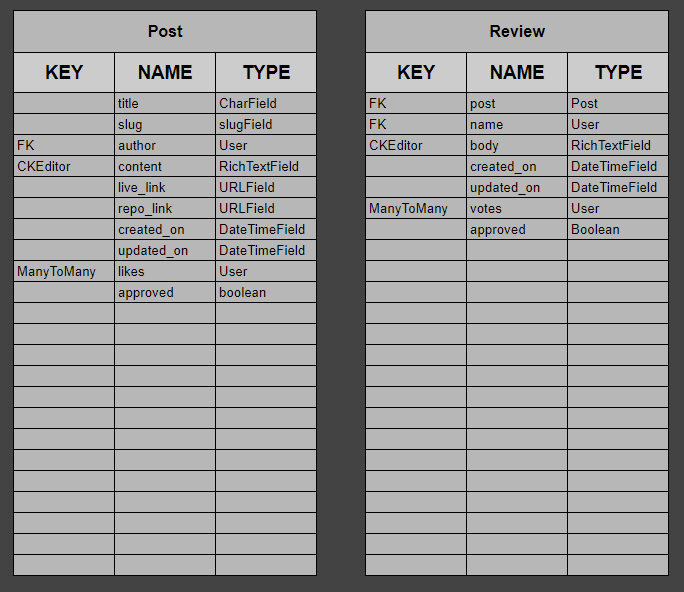 Post
KEY NAME TYPE
title CharField
slug slugField
FK author User
CKEditor content RichTextField
live_link URLField
repo_link URLField
created_on DateTimeField
updated_on DateTimeField
ManyToMany likes User
approved boolean
Review
KEY NAME TYPE
FK post Post
FK name User
CKEditor body RichTextField
created_on DateTimeField
updated_on DateTimeField
ManyToMany votes User
approved Boolean